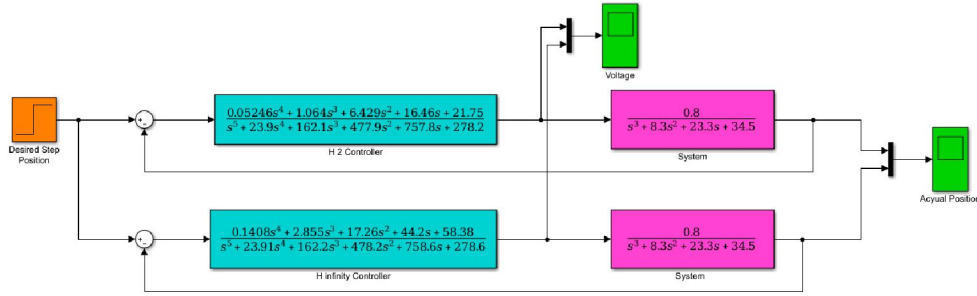 Voltage
Desired Step
Position
+
-
0.05246s⁴ + 1.064s³ + 6.429s² + 16.46s + 21.75
s⁵ + 23.9s⁴ + 162.1s³ + 477.9s² + 757.8s + 278.2
H 2 Controller
0.8
s³ + 8.3s² + 23.3s + 34.5
System
Acyual Position
+
-
0.1408s⁴ + 2.855s³ + 17.26s² + 44.2s + 58.38
s⁵ + 23.91s⁴ + 162.2s³ + 478.2s² + 758.6s + 278.6
H infinity Controller
0.8
s³ + 8.3s² + 23.3s + 34.5
System